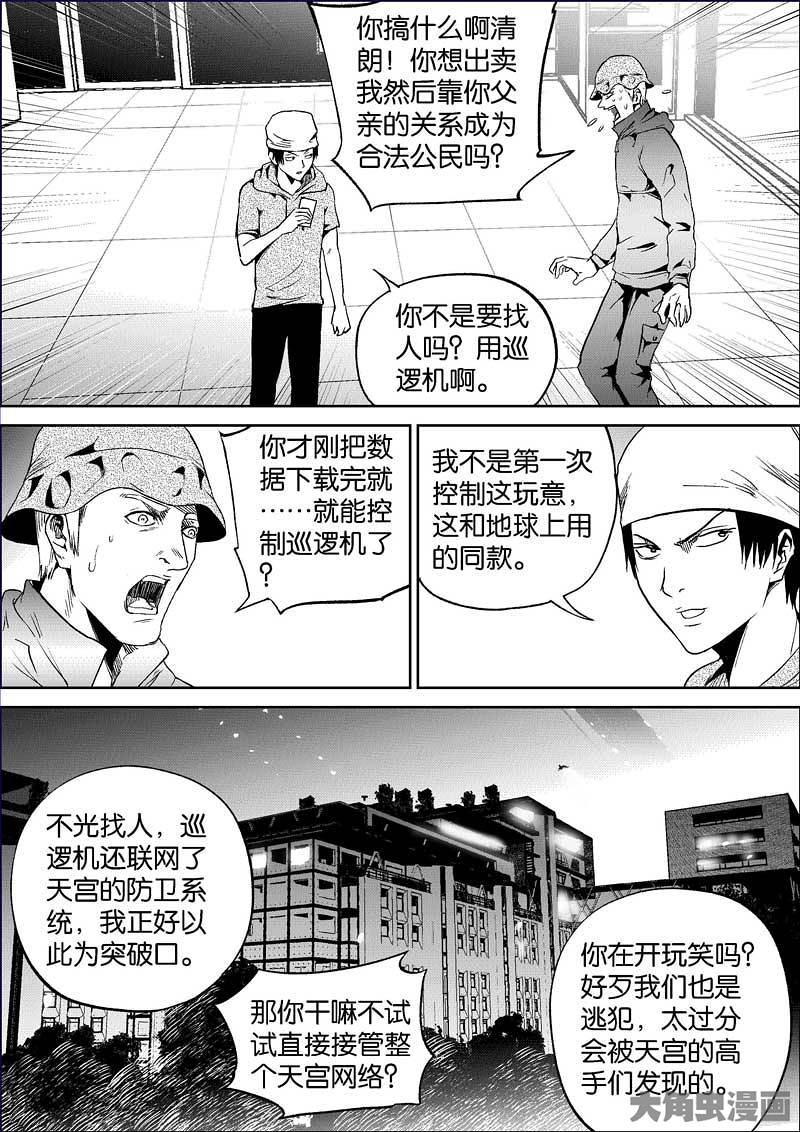 你搞什么啊清
朗！你想出卖
我然后靠你父
亲的关系成为
合法公民吗？
你不是要找
人吗？用巡
逻机啊。
你才刚把数
据下载完就
……就能控
制巡逻机了
？
我不是第一次
控制这玩意，
这和地球上用
的同款。
不光找人，巡
逻机还联网了
天宫的防卫系
统，我正好以
此为突破口。
那你干嘛不试
试直接接管整
个天宫网络？
你在开玩笑吗？
好歹我们也是
逃犯，太过分
会被天宫的高
手们发现的。
大角虫漫画